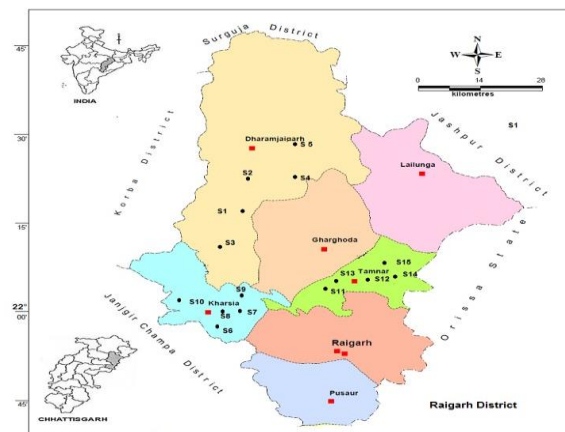 45'
Surguja District
INDIA
N
W E
S
0 14 28
kilometres
S1
30'
Dharamjaiparh
S 5
Jashpur District
Lailunga
S2
S4
Korba District
S1
15'
S3
Gharghoda
S15
S13
Tamnar
S14
S12
S11
Orissa State
S9
S10
Kharsia
S8
S7
S6
22°
00'
Janjgir Champa District
Raigarh
Pusaur
45'
CHHATTISGARH
Raigarh District